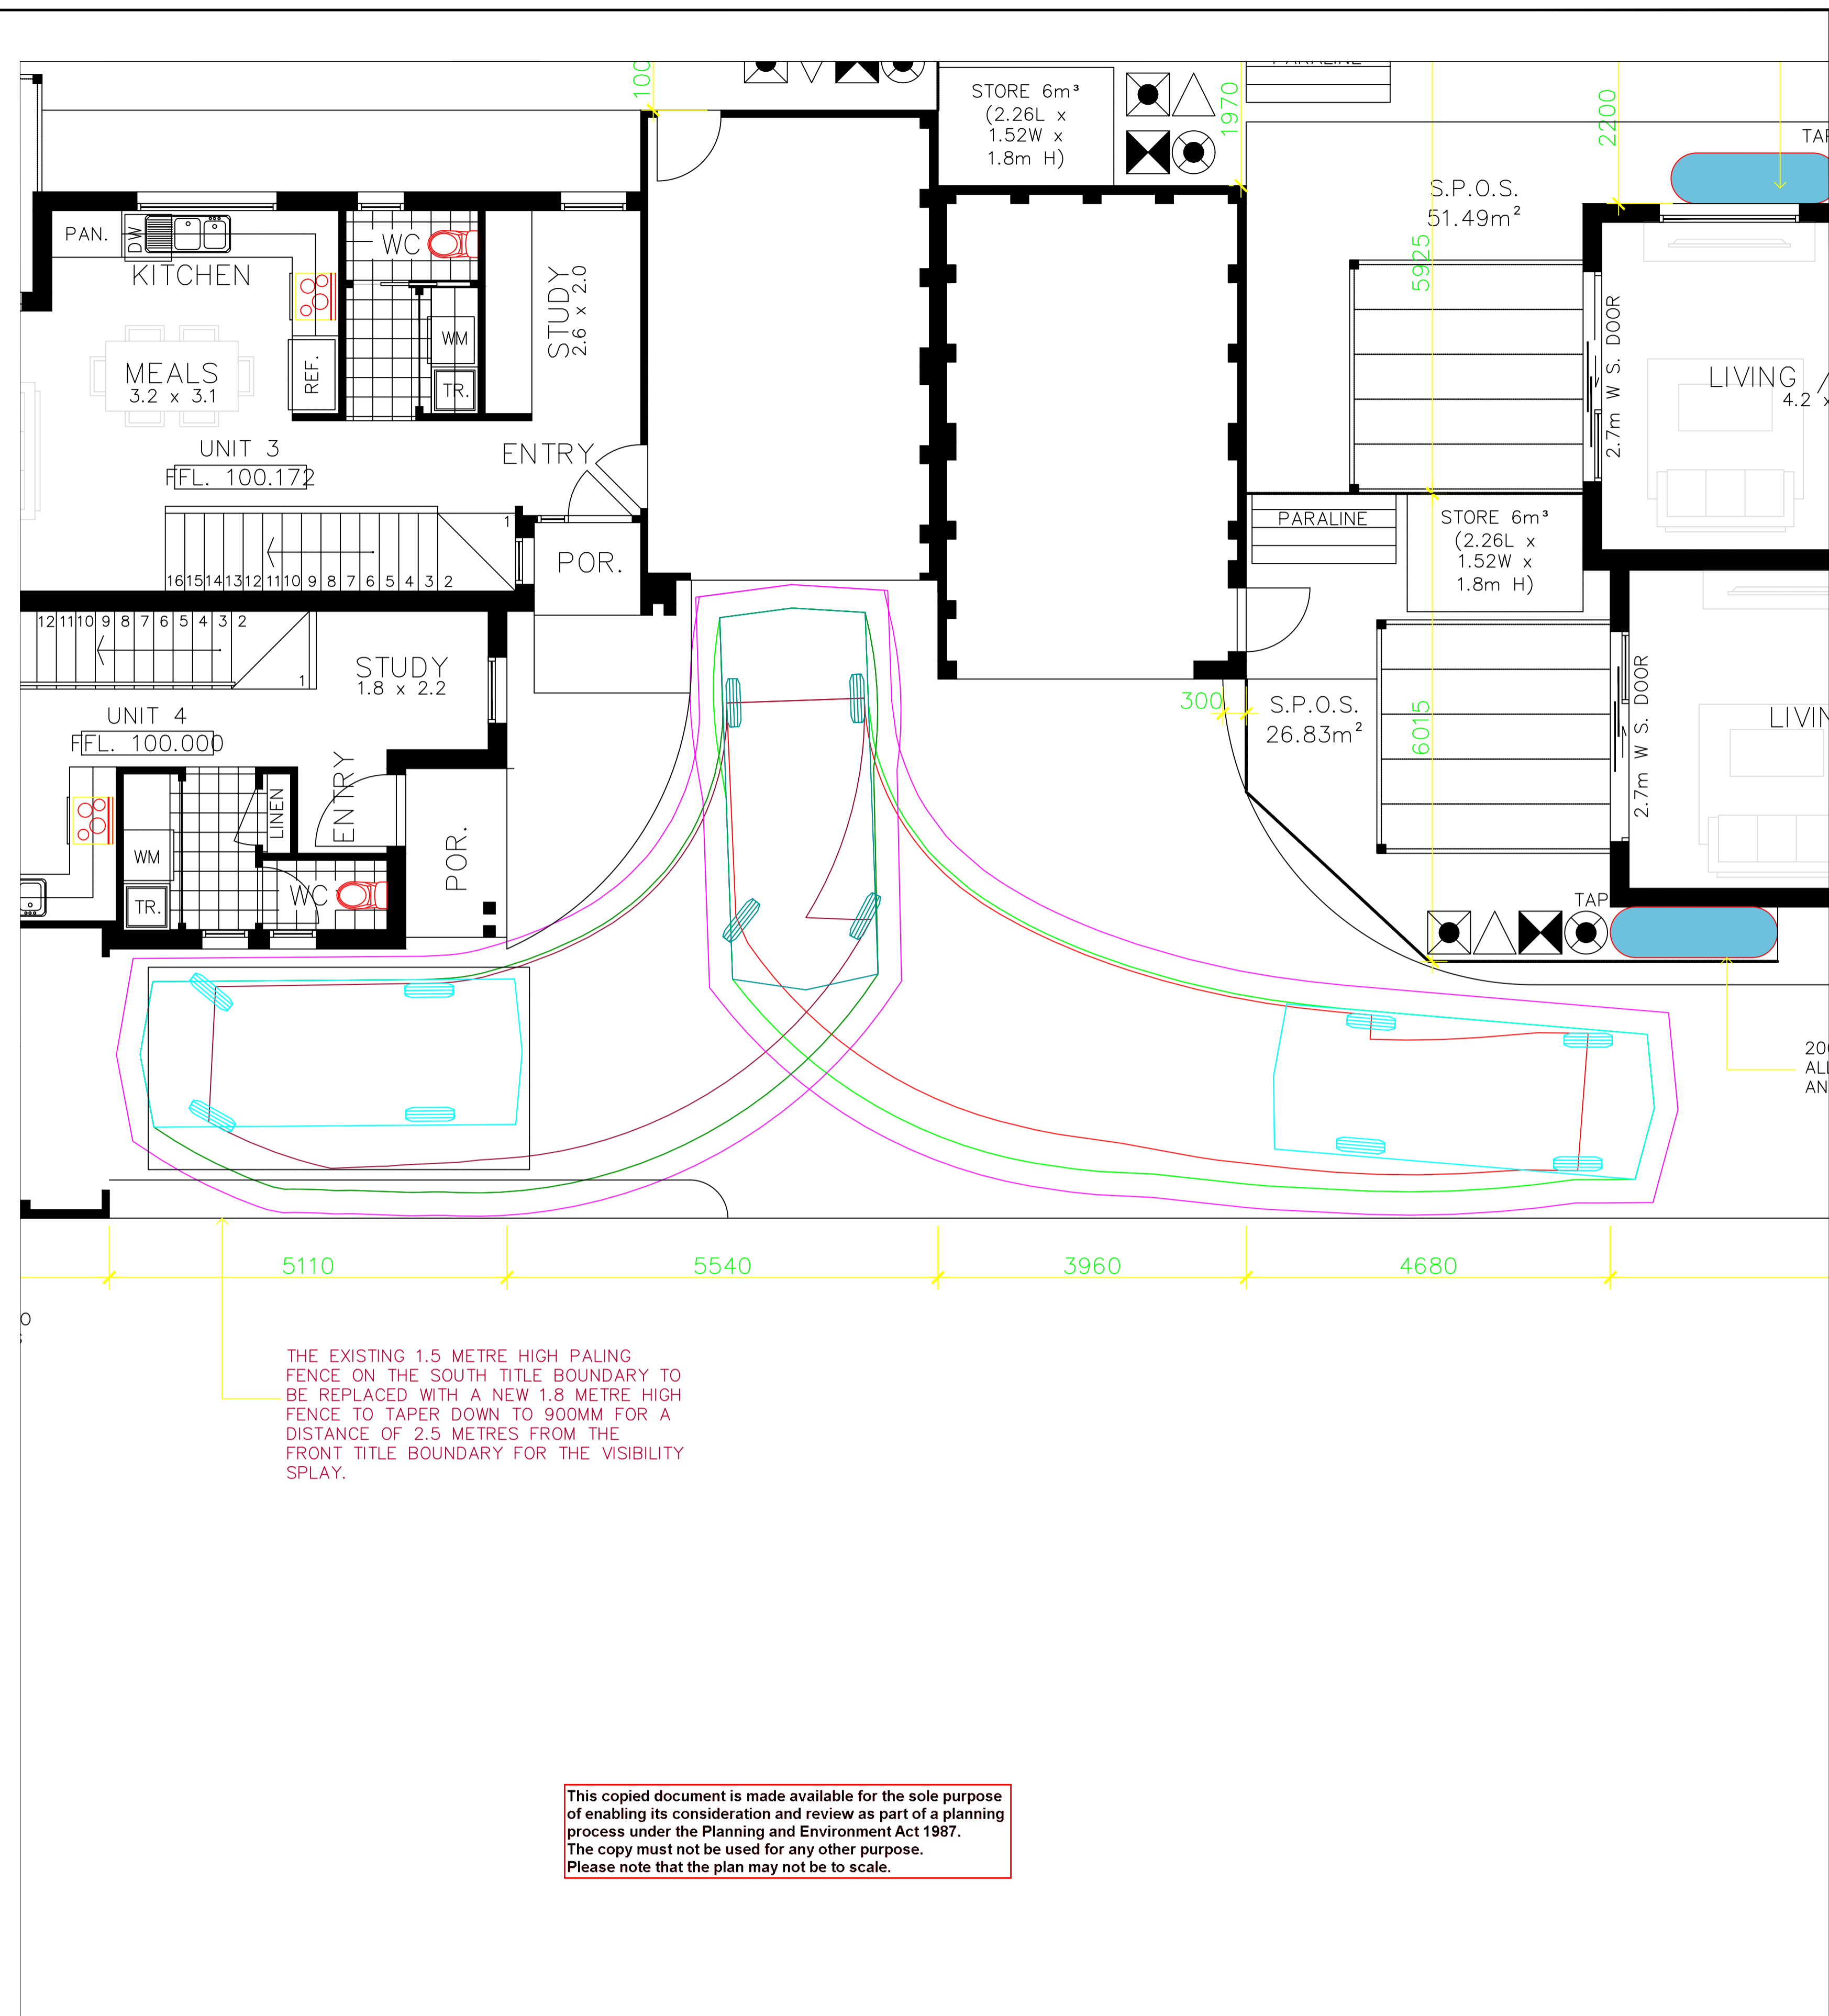 100
STORE 6m³
(2.26L x
1.52W x
1.8m H)
1970
PARALINE
2200
TAP
S.P.O.S.
51.49m²
5925
PAN.
DW
KITCHEN
WC
STUDY
2.6 x 2.0
WM
TR.
REF.
MEALS
3.2 x 3.1
UNIT 3
FFL. 100.172
ENTRY
POR.
1
16 15 14 13 12 11 10 9 8 7 6 5 4 3 2
2.7m W S. DOOR
LIVING /
4.2 x
PARALINE
STORE 6m³
(2.26L x
1.52W x
1.8m H)
12 11 10 9 8 7 6 5 4 3 2
1
STUDY
1.8 x 2.2
UNIT 4
FFL. 100.000
ENTRY
LINEN
WM
TR.
WC
POR.
300
S.P.O.S.
26.83m²
6015
2.7m W S. DOOR
LIVIN
TAP
20
ALL
AN
5110
5540
3960
4680
THE EXISTING 1.5 METRE HIGH PALING
FENCE ON THE SOUTH TITLE BOUNDARY TO
BE REPLACED WITH A NEW 1.8 METRE HIGH
FENCE TO TAPER DOWN TO 900MM FOR A
DISTANCE OF 2.5 METRES FROM THE
FRONT TITLE BOUNDARY FOR THE VISIBILITY
SPLAY.
This copied document is made available for the sole purpose
of enabling its consideration and review as part of a planning
process under the Planning and Environment Act 1987.
The copy must not be used for any other purpose.
Please note that the plan may not be to scale.